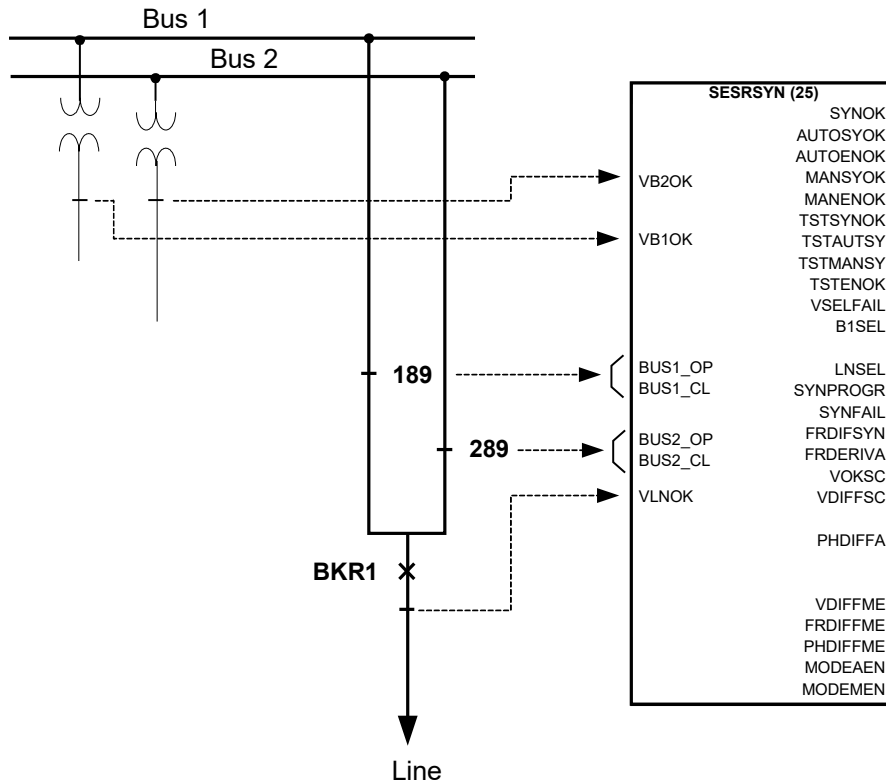 Bus 1
Bus 2
SESRSYN (25)
SYNOK
AUTOSYOK
AUTOENOK
VB2OK
MANSYOK
MANENOK
TSTSYNOK
VB1OK
TSTAUTSY
TSTMANSY
TSTENOK
VSELFAIL
B1SEL
189
BUS1_OP
BUS1_CL
LNSEL
SYNPROGR
SYNFAIL
289
BUS2_OP
BUS2_CL
FRDIFSYN
FRDERIVA
VOKSC
VLNOK
VDIFFSC
PHDIFFA
BKR1
VDIFFME
FRDIFFME
PHDIFFME
MODEAEN
MODEMEN
Line